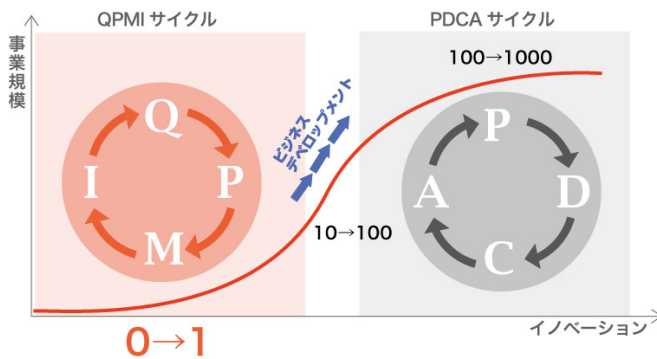 QPMI サイクル
PDCA サイクル
事業規模
100→1000
ビジネス
デベロップメント
Q
P
M
I
P
D
C
A
10→100
イノベーション
0→1